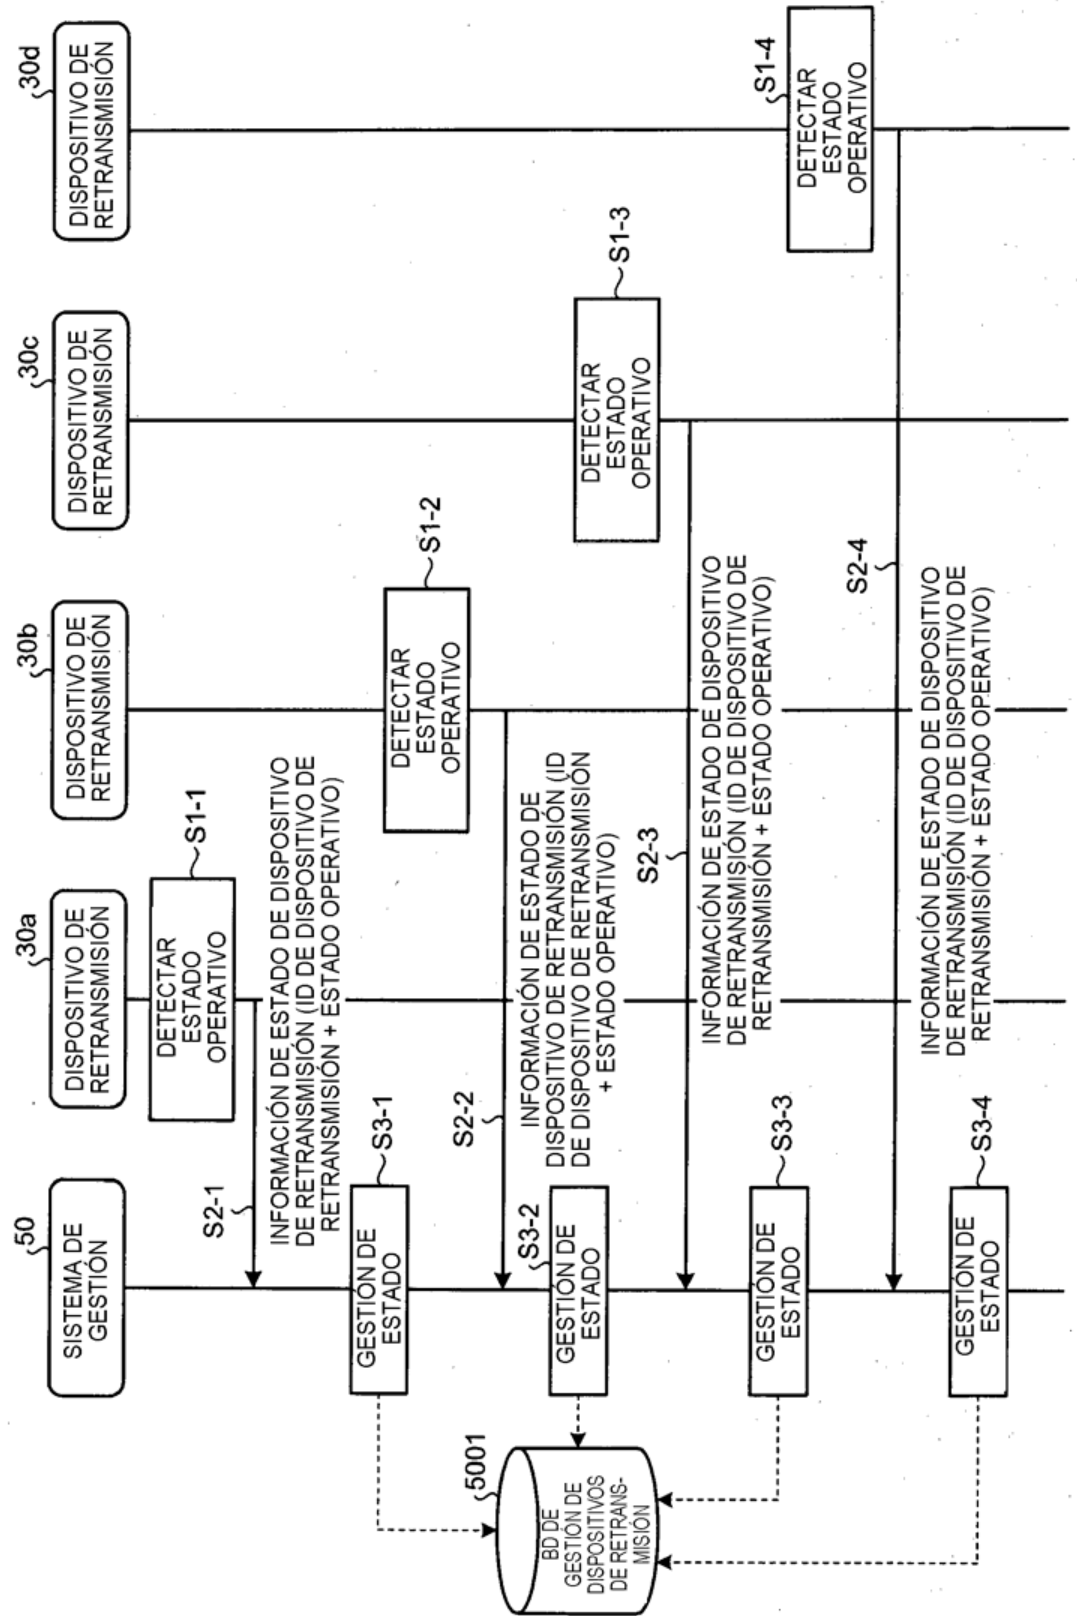 50
SISTEMA DE
GESTIÓN
30a
DISPOSITIVO DE
RETRANSMISIÓN
30b
DISPOSITIVO DE
RETRANSMISIÓN
30c
DISPOSITIVO DE
RETRANSMISIÓN
30d
DISPOSITIVO DE
RETRANSMISIÓN
S1-1
DETECTAR
ESTADO
OPERATIVO
S2-1
INFORMACIÓN DE ESTADO DE DISPOSITIVO
DE RETRANSMISIÓN (ID DE DISPOSITIVO DE
RETRANSMISIÓN + ESTADO OPERATIVO)
S3-1
GESTIÓN DE
ESTADO
S1-2
DETECTAR
ESTADO
OPERATIVO
S2-2
INFORMACIÓN DE ESTADO DE
DISPOSITIVO DE RETRANSMISIÓN (ID
DE DISPOSITIVO DE RETRANSMISIÓN
+ ESTADO OPERATIVO)
S3-2
GESTIÓN DE
ESTADO
5001
BD DE
GESTIÓN DE
DISPOSITIVOS
DE RETRANS-
MISIÓN
S1-3
DETECTAR
ESTADO
OPERATIVO
S2-3
INFORMACIÓN DE ESTADO DE DISPOSITIVO
DE RETRANSMISIÓN (ID DE DISPOSITIVO DE
RETRANSMISIÓN + ESTADO OPERATIVO)
S3-3
GESTIÓN DE
ESTADO
S1-4
DETECTAR
ESTADO
OPERATIVO
S2-4
INFORMACIÓN DE ESTADO DE DISPOSITIVO
DE RETRANSMISIÓN (ID DE DISPOSITIVO DE
RETRANSMISIÓN + ESTADO OPERATIVO)
S3-4
GESTIÓN DE
ESTADO